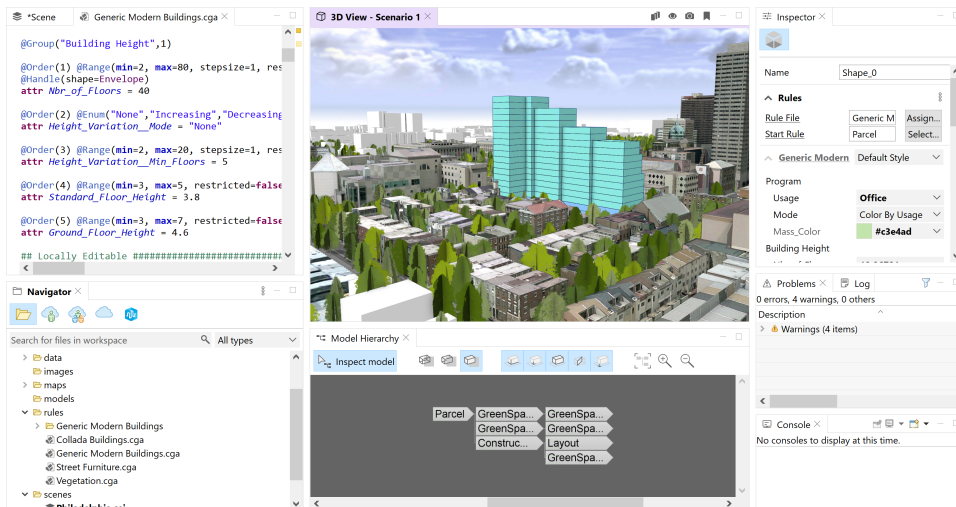 *Scene
Generic Modern Buildings.cga
@Group("Building Height",1)
@Order(1) @Range(min=2, max=80, stepsize=1, res
@Handle(shape=Envelope)
attr Nbr_of_Floors = 40
@Order(2) @Enum("None","Increasing","Decreasing
attr Height_Variation__Mode = "None"
@Order(3) @Range(min=2, max=20, stepsize=1, res
attr Height_Variation__Min_Floors = 5
@Order(4) @Range(min=3, max=5, restricted=false
attr Standard_Floor_Height = 3.8
@Order(5) @Range(min=3, max=7, restricted=false
attr Ground_Floor_Height = 4.6
## Locally Editable ###########################
Navigator
Search for files in workspace
All types
data
images
maps
models
rules
Generic Modern Buildings
Collada Buildings.cga
Generic Modern Buildings.cga
Street Furniture.cga
Vegetation.cga
scenes
3D View - Scenario 1
Model Hierarchy
Inspect model
Parcel GreenSpa... GreenSpa...
GreenSpa... GreenSpa...
Construc... Layout
GreenSpa...
Inspector
Name Shape_0
Rules
Rule File Generic M Assign...
Start Rule Parcel Select...
Generic Modern Default Style
Program
Usage Office
Mode Color By Usage
Mass_Color #c3e4ad
Building Height
Problems
Log
0 errors, 4 warnings, 0 others
Description
Warnings (4 items)
Console
No consoles to display at this time.